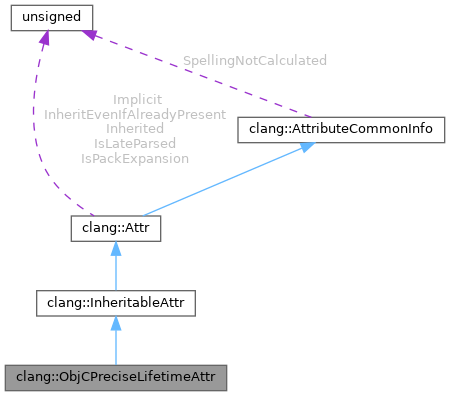 unsigned
SpellingNotCalculated
Implicit
InheritEvenIfAlreadyPresent
Inherited
IsLateParsed
IsPackExpansion
clang::AttributeCommonInfo
clang::Attr
clang::InheritableAttr
clang::ObjCPreciseLifetimeAttr